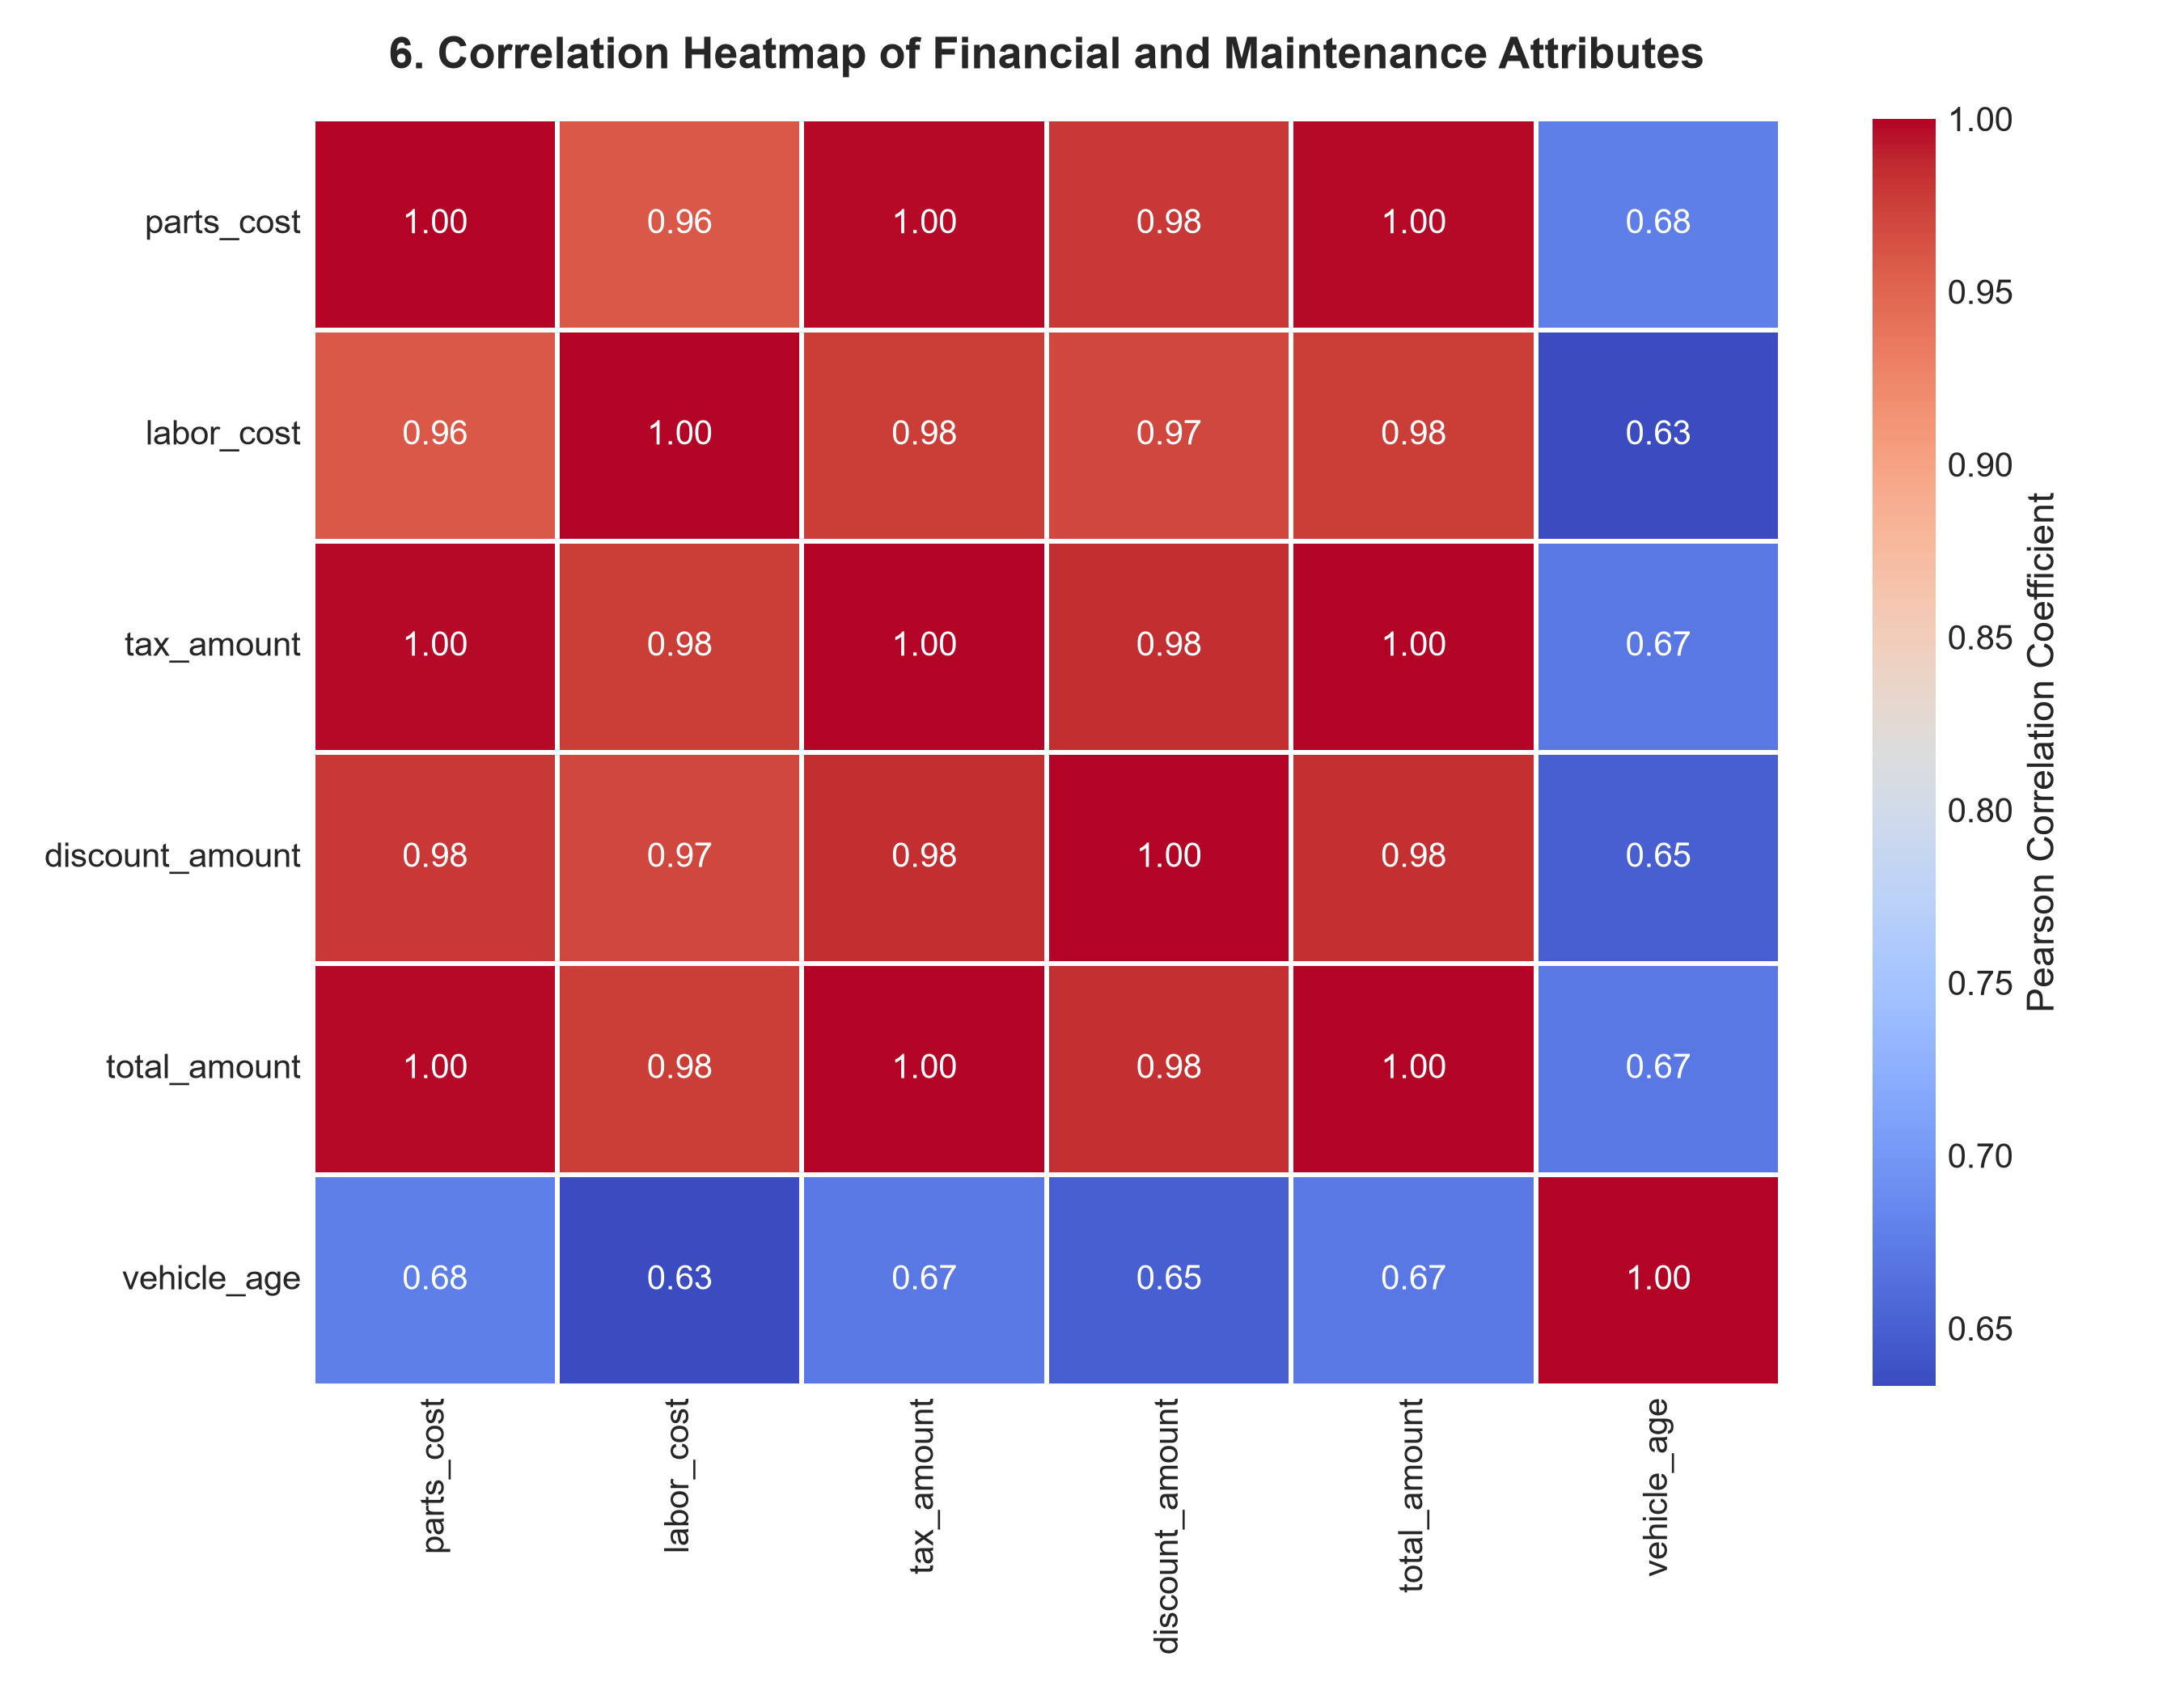 6. Correlation Heatmap of Financial and Maintenance Attributes
parts_cost 1.00 0.96 1.00 0.98 1.00 0.68
labor_cost 0.96 1.00 0.98 0.97 0.98 0.63
tax_amount 1.00 0.98 1.00 0.98 1.00 0.67
discount_amount 0.98 0.97 0.98 1.00 0.98 0.65
total_amount 1.00 0.98 1.00 0.98 1.00 0.67
vehicle_age 0.68 0.63 0.67 0.65 0.67 1.00
parts_cost
labor_cost
tax_amount
discount_amount
total_amount
vehicle_age
1.00
0.95
0.90
0.85
0.80
0.75
0.70
0.65
Pearson Correlation Coefficient